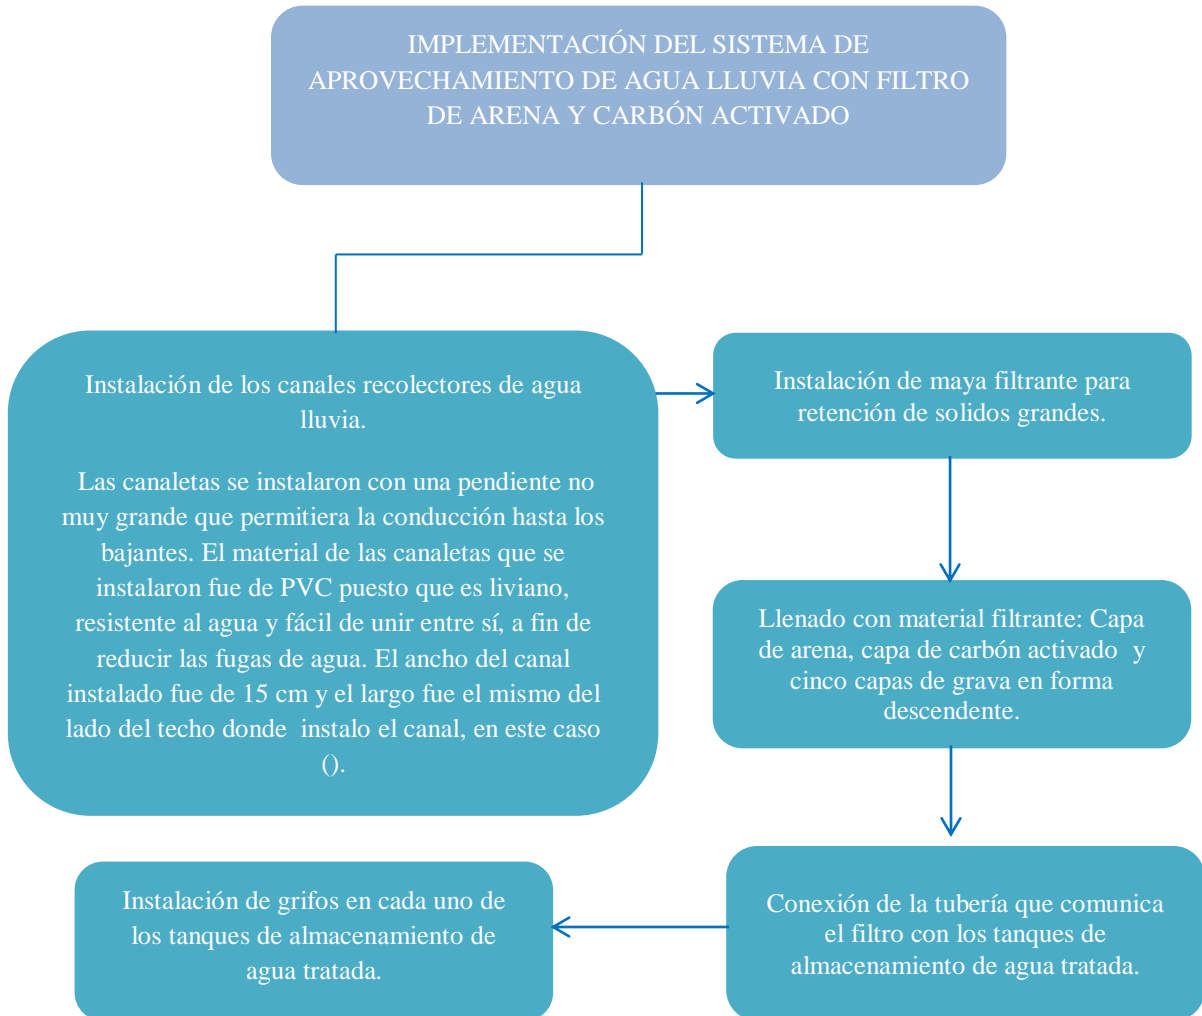 IMPLEMENTACIÓN DEL SISTEMA DE
APROVECHAMIENTO DE AGUA LLUVIA CON FILTRO
DE ARENA Y CARBÓN ACTIVADO
Instalación de los canales recolectores de agua
lluvia.
Las canaletas se instalaron con una pendiente no
muy grande que permitiera la conducción hasta los
bajantes. El material de las canaletas que se
instalaron fue de PVC puesto que es liviano,
resistente al agua y fácil de unir entre sí, a fin de
reducir las fugas de agua. El ancho del canal
instalado fue de 15 cm y el largo fue el mismo del
lado del techo donde instalo el canal, en este caso
().
Instalación de maya filtrante para
retención de solidos grandes.
Llenado con material filtrante: Capa
de arena, capa de carbón activado y
cinco capas de grava en forma
descendente.
Conexión de la tubería que comunica
el filtro con los tanques de
almacenamiento de agua tratada.
Instalación de grifos en cada uno de
los tanques de almacenamiento de
agua tratada.